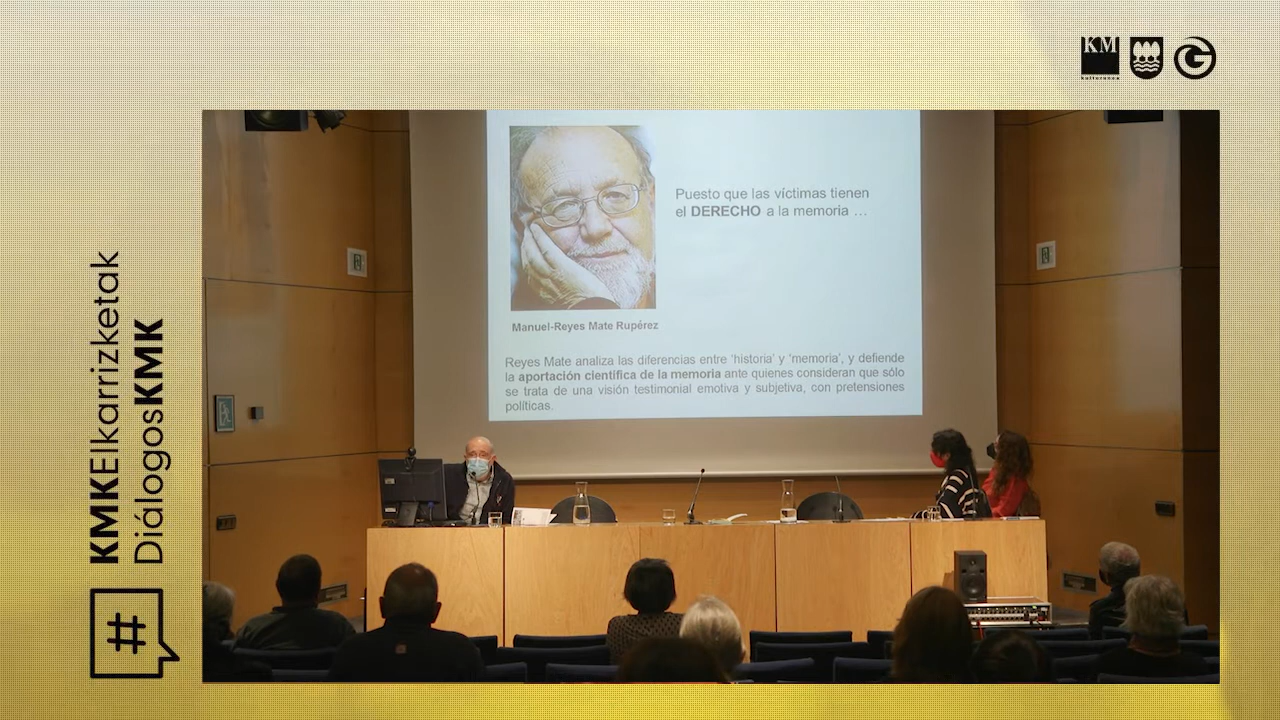 KM
kulturunea
G
Puesto que las víctimas tienen
el DERECHO a la memoria ...
Manuel-Reyes Mate Rupérez
Reyes Mate analiza las diferencias entre 'historia' y 'memoria', y defiende
la aportación científica de la memoria ante quienes consideran que sólo
se trata de una visión testimonial emotiva y subjetiva, con pretensiones
políticas.
KMKElkarrizketak
DiálogosKMK
#